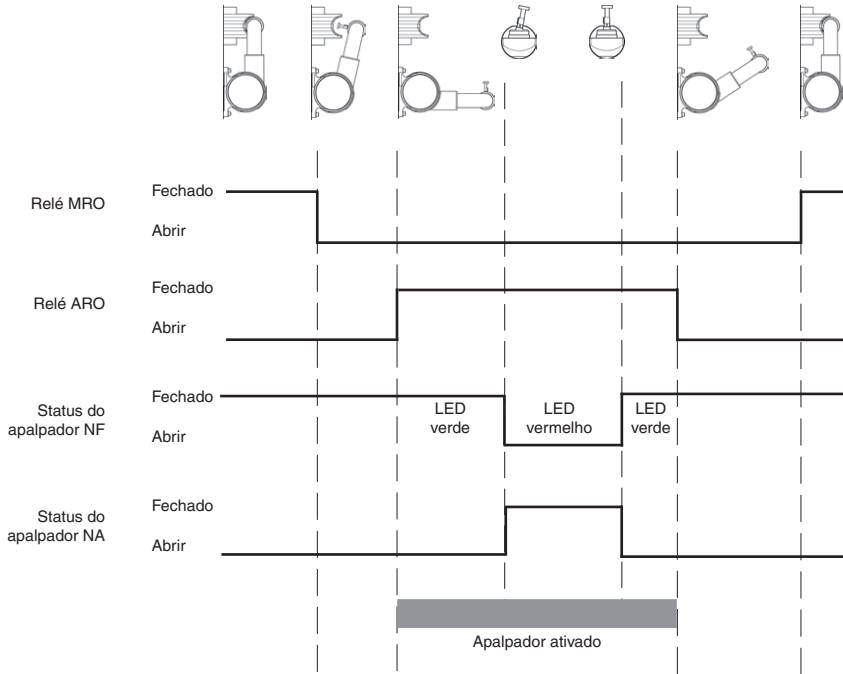 Relé MRO
Fechado
Abrir
Relé ARO
Fechado
Abrir
Status do
apalpador NF
Fechado
Abrir
LED
verde
LED
vermelho
LED
verde
Status do
apalpador NA
Fechado
Abrir
Apalpador ativado